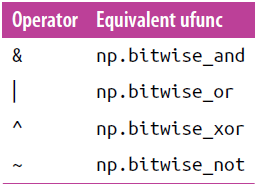 Operator Equivalent ufunc
& np.bitwise_and
| np.bitwise_or
^ np.bitwise_xor
~ np.bitwise_not